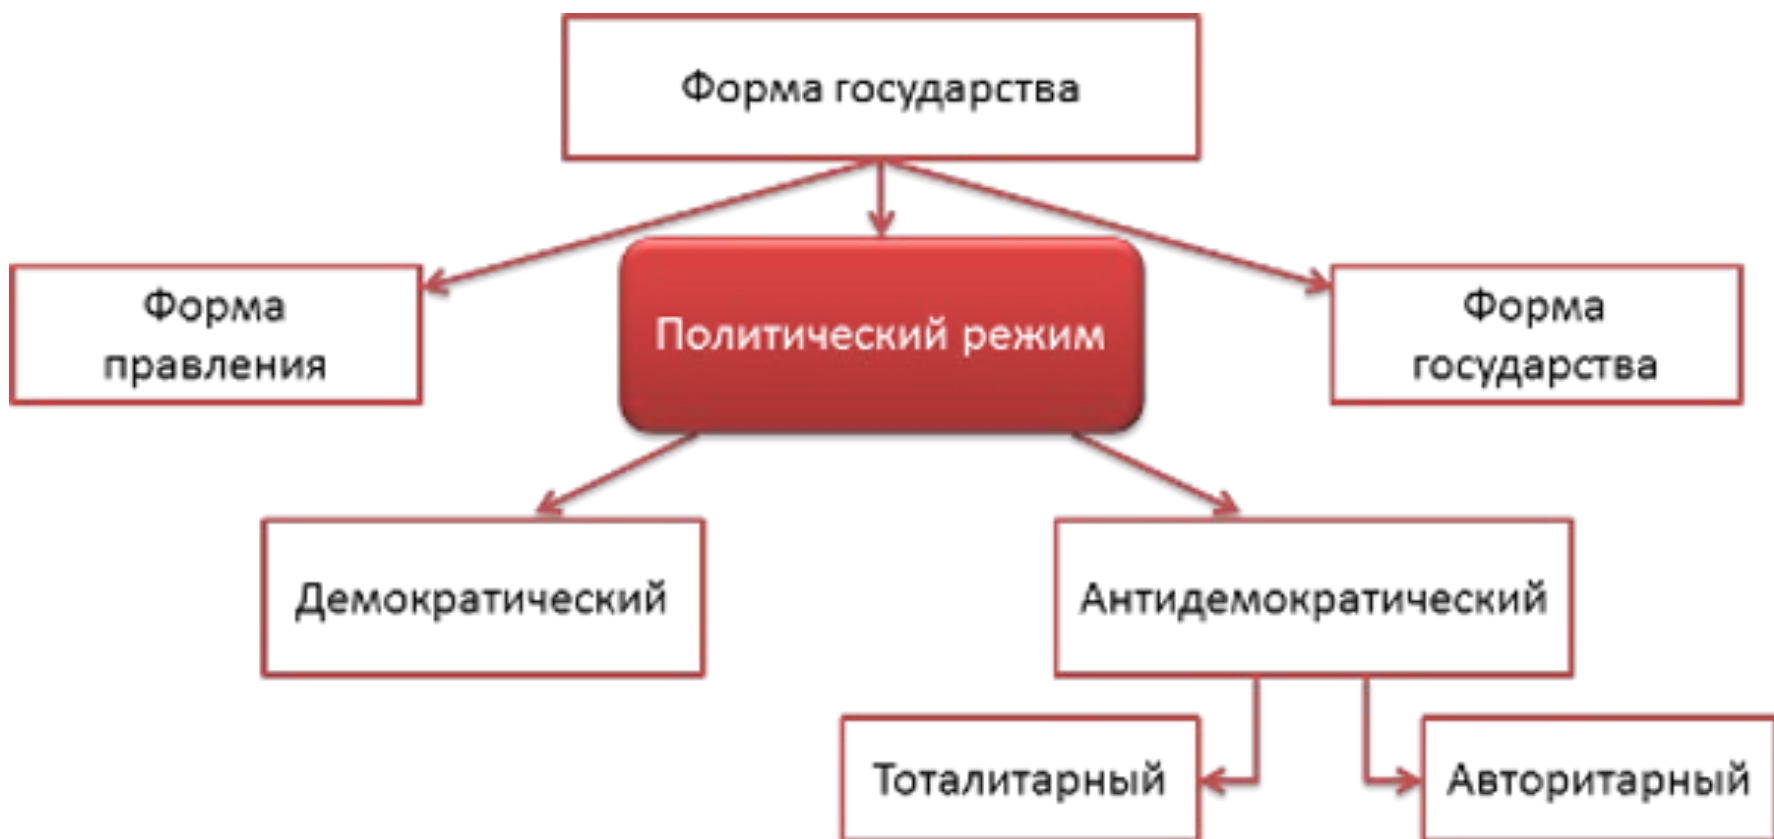 Форма государства
Форма
правления
Политический режим
Форма
государства
Демократический
Антидемократический
Тоталитарный
Авторитарный